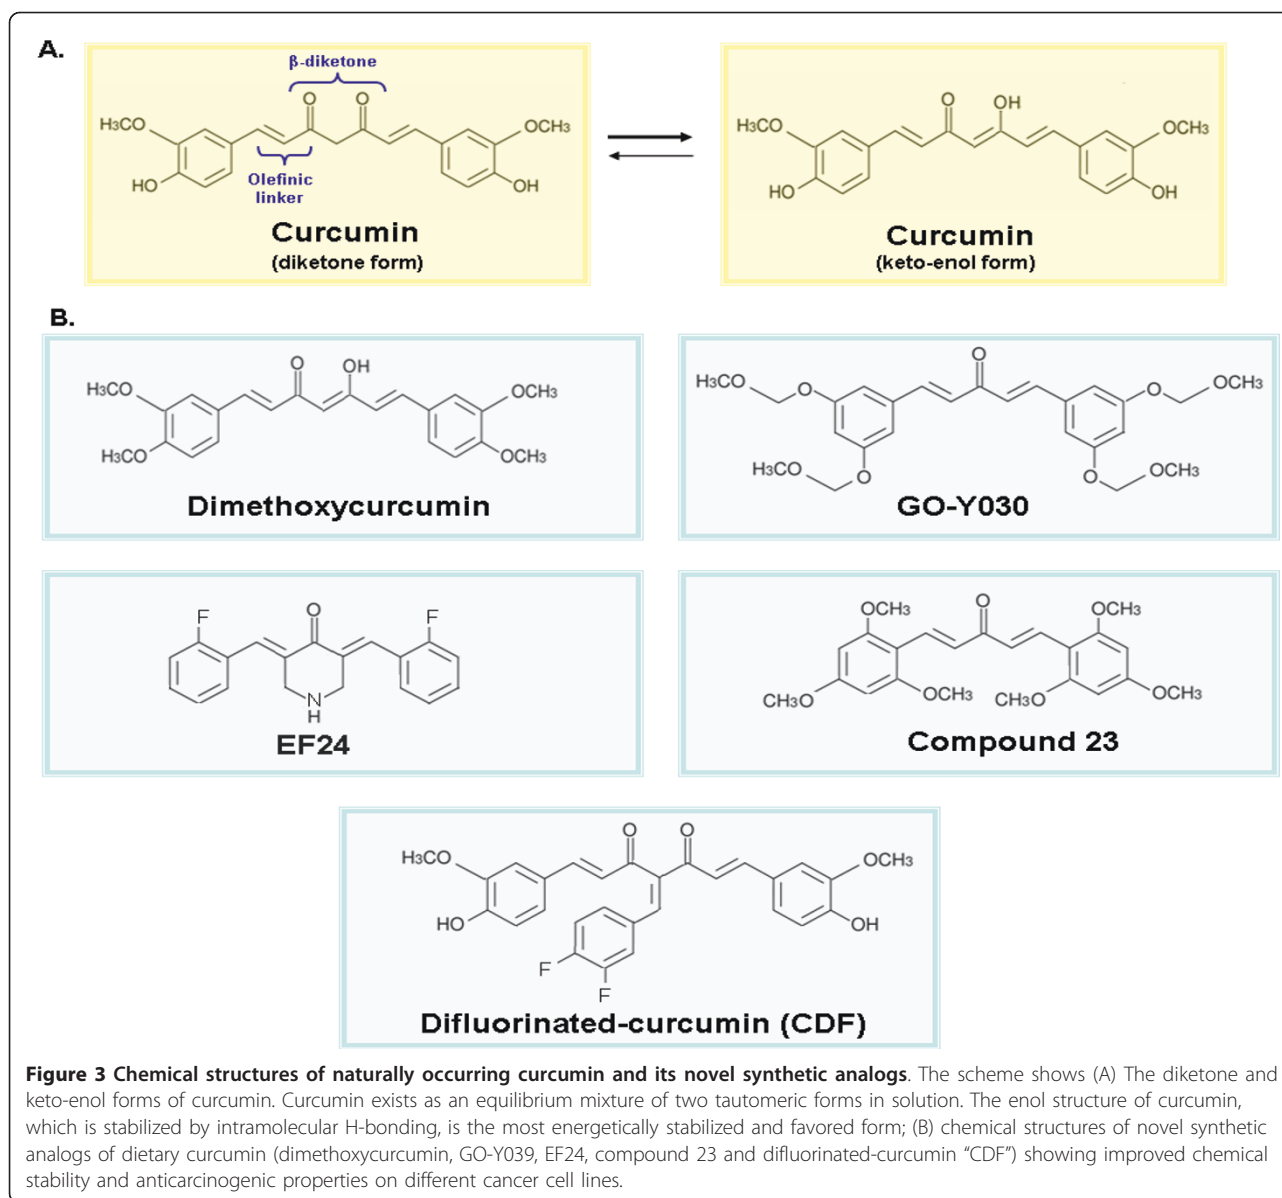 A.
β-diketone
O O
H₃CO OCH₃
HO OH
Olefinic
linker
Curcumin
(diketone form)
O OH
H₃CO OCH₃
HO OH
Curcumin
(keto-enol form)
B.
O OH
H₃CO OCH₃
H₃CO OCH₃
Dimethoxycurcumin
O
H₃CO O O OCH₃
H₃CO O O OCH₃
GO-Y030
F O F
N
H
EF24
OCH₃ O OCH₃
CH₃O OCH₃ CH₃O OCH₃
Compound 23
O O
H₃CO OCH₃
HO OH
F
F
Difluorinated-curcumin (CDF)
Figure 3 Chemical structures of naturally occurring curcumin and its novel synthetic analogs. The scheme shows (A) The diketone and
keto-enol forms of curcumin. Curcumin exists as an equilibrium mixture of two tautomeric forms in solution. The enol structure of curcumin,
which is stabilized by intramolecular H-bonding, is the most energetically stabilized and favored form; (B) chemical structures of novel synthetic
analogs of dietary curcumin (dimethoxycurcumin, GO-Y039, EF24, compound 23 and difluorinated-curcumin “CDF”) showing improved chemical
stability and anticarcinogenic properties on different cancer cell lines.